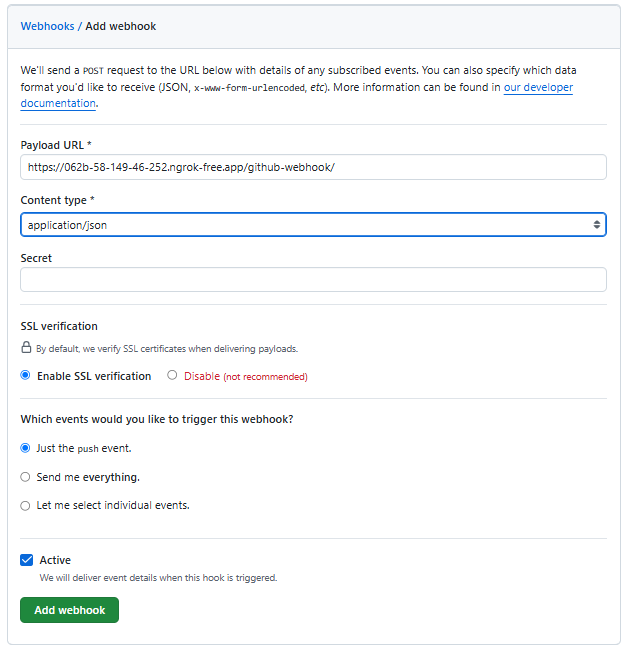 Webhooks / Add webhook
We'll send a POST request to the URL below with details of any subscribed events. You can also specify which data
format you'd like to receive (JSON, x-www-form-urlencoded, etc). More information can be found in our developer
documentation.
Payload URL *
https://062b-58-149-46-252.ngrok-free.app/github-webhook/
Content type *
application/json
Secret
SSL verification
By default, we verify SSL certificates when delivering payloads.
Enable SSL verification Disable (not recommended)
Which events would you like to trigger this webhook?
Just the push event.
Send me everything.
Let me select individual events.
Active
We will deliver event details when this hook is triggered.
Add webhook